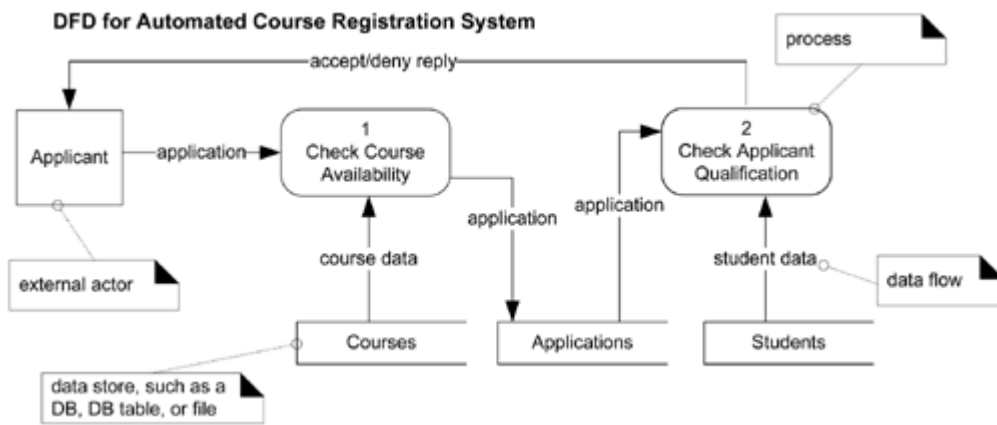 DFD for Automated Course Registration System
process
accept/deny reply
Applicant
application
1
Check Course
Availability
2
Check Applicant
Qualification
application
application
external actor
course data
student data
data flow
Courses
Applications
Students
data store, such as a
DB, DB table, or file